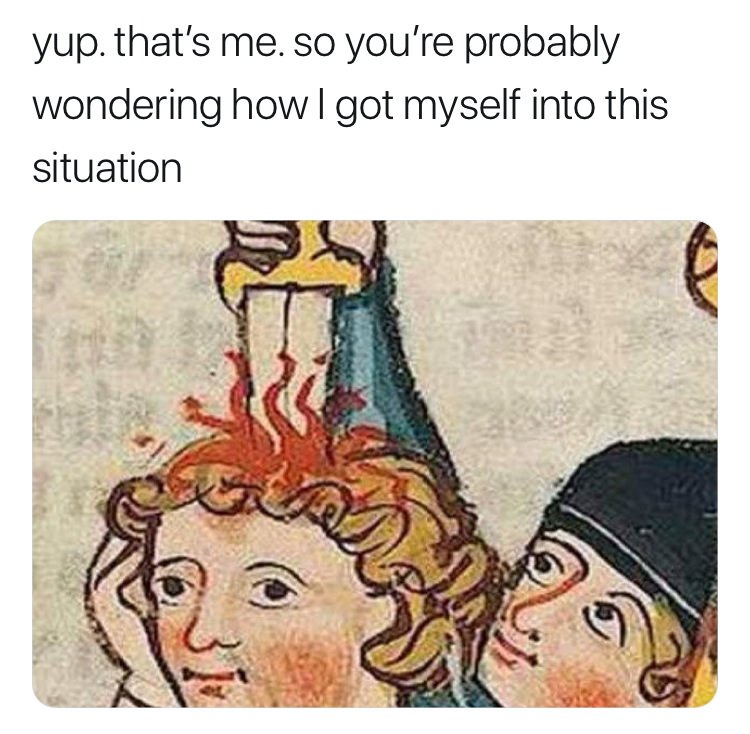 yup. that’s me. so you’re probably
wondering how I got myself into this
situation